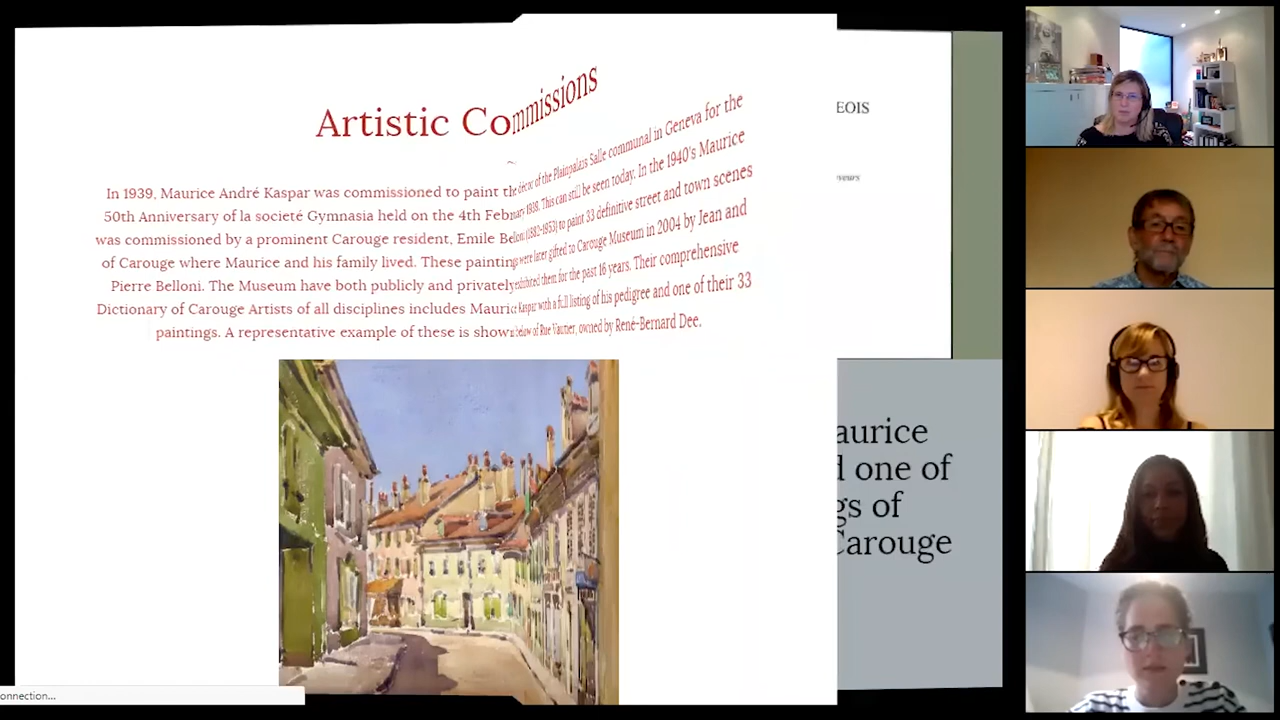 Artistic Commissions
In 1939, Maurice André Kaspar was commissioned to paint the décor of the Plainpalais Salle communal in Geneva for the
50th Anniversary of la societé Gymnasia held on the 4th February 1939. This can still be seen today. In the 1940's Maurice
was commissioned by a prominent Carouge resident, Emile Belloni (1882-1953) to paint 33 definitive street and town scenes
of Carouge where Maurice and his family lived. These paintings were later gifted to Carouge Museum in 2004 by Jean and
Pierre Belloni. The Museum have both publicly and privately exhibited them for the past 16 years. Their comprehensive
Dictionary of Carouge Artists of all disciplines includes Maurice Kaspar with a full listing of his pedigree and one of their 33
paintings. A representative example of these is shown below of Rue Vautier, owned by René-Bernard Dee.
EOIS
aurice
d one of
gs of
Carouge
onnection...